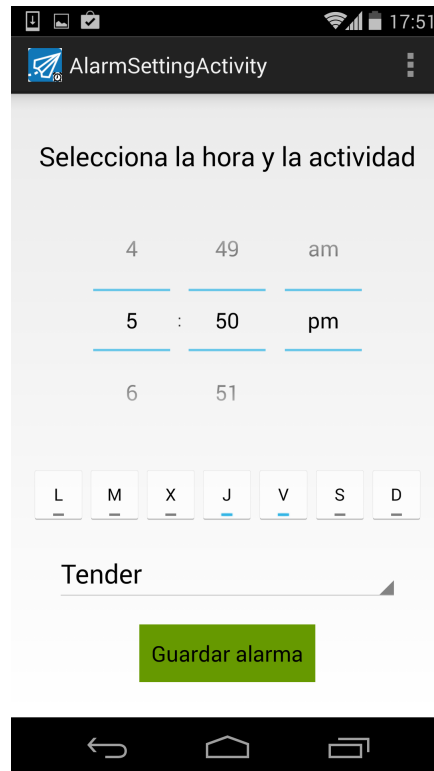 17:51
AlarmSettingActivity
Selecciona la hora y la actividad
4 49 am
5 : 50 pm
6 51
L M X J V S D
Tender
Guardar alarma